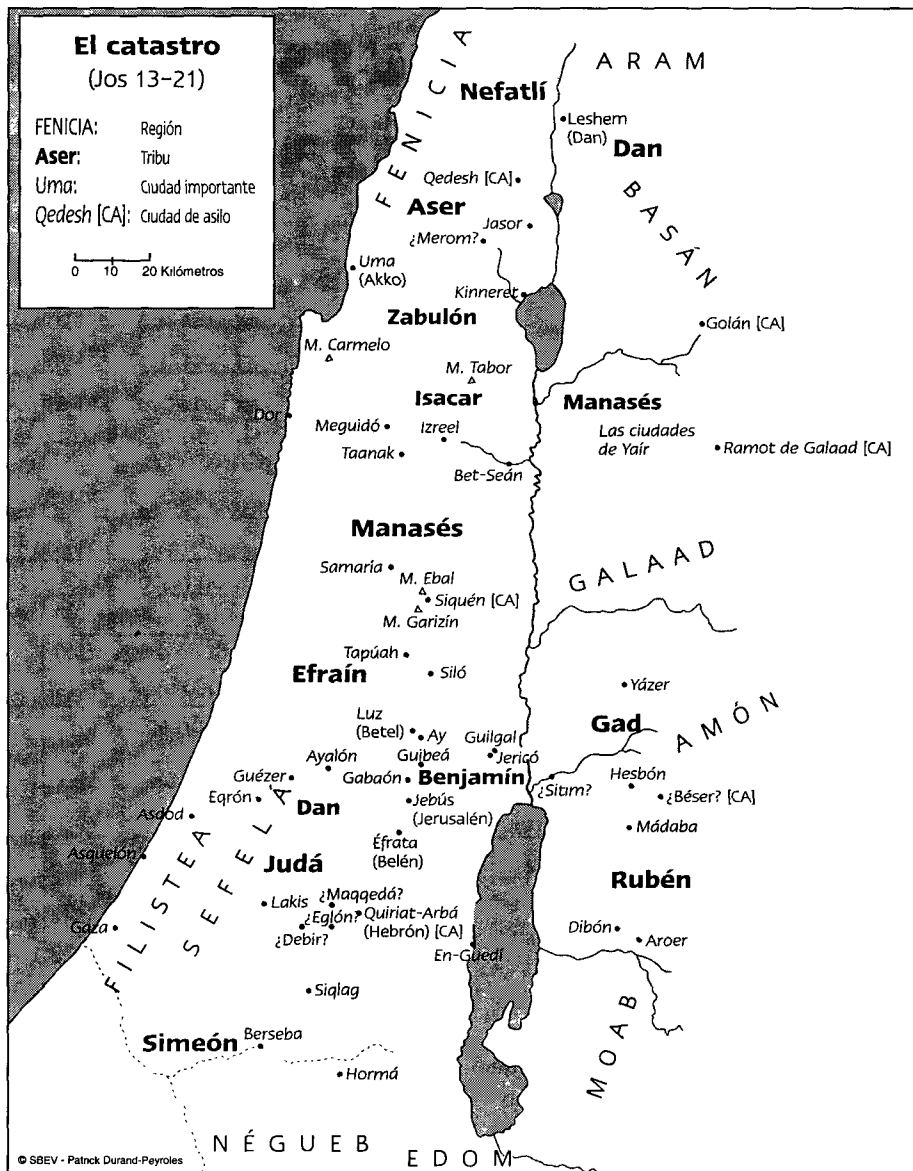 El catastro
(Jos 13-21)
FENICIA: Región
Aser: Tribu
Uma: Ciudad importante
Qedesh [CA]: Ciudad de asilo
0 10 20 Kilómetros
FENICIA
ARAM
Nefatlí
Leshem
(Dan)
Dan
Qedesh [CA]
BASÁN
Aser
Jasor
¿Merom?
Uma
(Akko)
Kinneret
Zabulón
Golán [CA]
M. Carmelo
M. Tabor
Isacar
Manasés
Dor
Meguidó
Izreel
Las ciudades
de Yaír
Ramot de Galaad [CA]
Taanak
Bet-Seán
Manasés
Samaria
M. Ebal
Siquén [CA]
M. Garizín
GALAAD
Tapúah
Efraín
Siló
Yázer
Luz
(Betel)
Ay
Guilgal
Gad
AMÓN
Jericó
Ayalón
Guibeá
Guézer
Gabaón
Benjamín
¿Sitim?
Hesbón
Eqrón
Dan
¿Béser? [CA]
Jebús
(Jerusalén)
Asdod
Mádaba
Éfrata
(Belén)
Asquelón
FILISTEA
SEFELÁ
Judá
Rubén
Lakis
¿Maqqedá?
¿Eglón?
Quiriat-Arbá
(Hebrón) [CA]
Gaza
¿Debir?
En-Guedí
Dibón
Aroer
Siqlag
Simeón
Berseba
MOAB
Hormá
NÉGUEB
EDOM
© SBEV - Patrick Durand-Peyroles